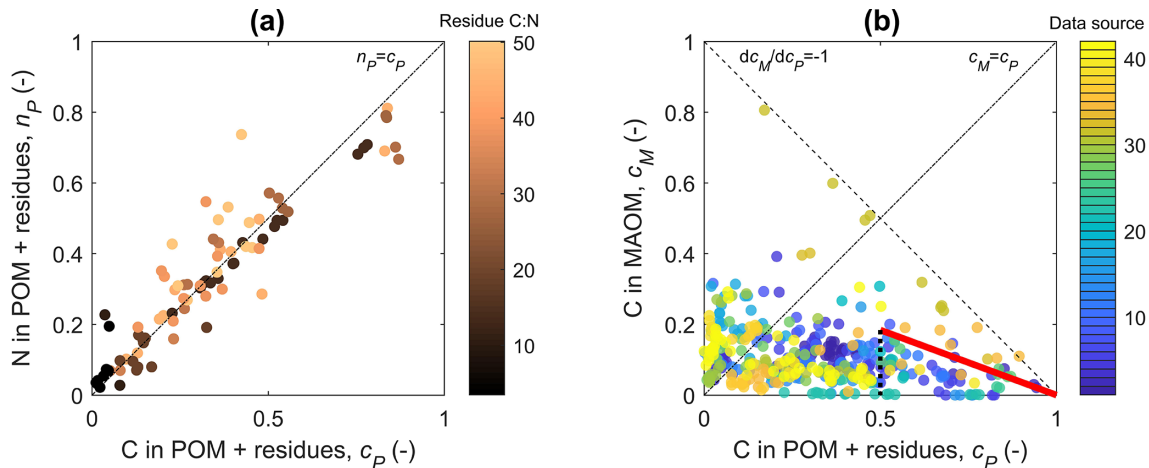 (a)
Residue C:N
n_P=c_P
N in POM + residues, n_P (-)
1
0.8
0.6
0.4
0.2
0
0
0.5
1
C in POM + residues, c_P (-)
50
40
30
20
10
(b)
Data source
dc_M/dc_P=-1
c_M=c_P
C in MAOM, c_M (-)
1
0.8
0.6
0.4
0.2
0
0
0.5
1
C in POM + residues, c_P (-)
40
30
20
10